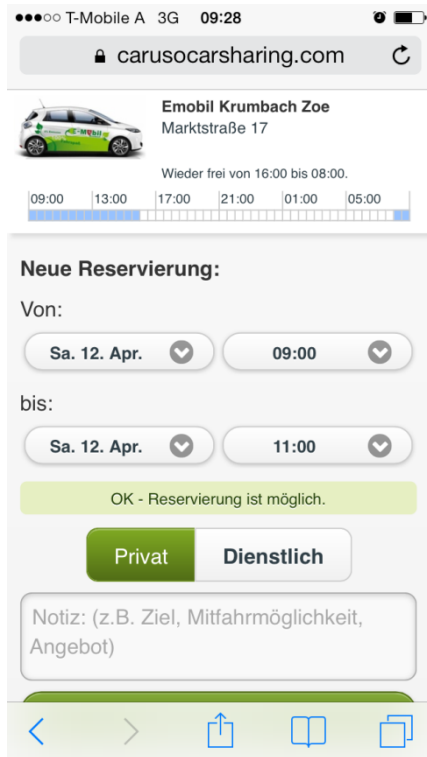 T-Mobile A 3G 09:28
carusocarsharing.com
Emobil Krumbach Zoe
Marktstraße 17
Wieder frei von 16:00 bis 08:00.
09:00 13:00 17:00 21:00 01:00 05:00
Neue Reservierung:
Von:
Sa. 12. Apr. 09:00
bis:
Sa. 12. Apr. 11:00
OK - Reservierung ist möglich.
Privat Dienstlich
Notiz: (z.B. Ziel, Mitfahrmöglichkeit,
Angebot)